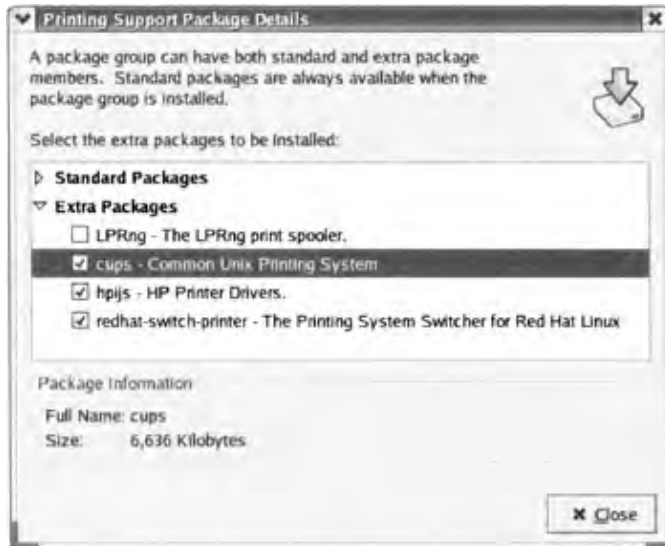 Printing Support Package Details
A package group can have both standard and extra package
members. Standard packages are always available when the
package group is installed.
Select the extra packages to be installed:
Standard Packages
Extra Packages
LPRng - The LPRng print spooler.
cups - Common Unix Printing System
hpijs - HP Printer Drivers.
redhat-switch-printer - The Printing System Switcher for Red Hat Linux
Package Information
Full Name: cups
Size: 6,636 Kilobytes
Close